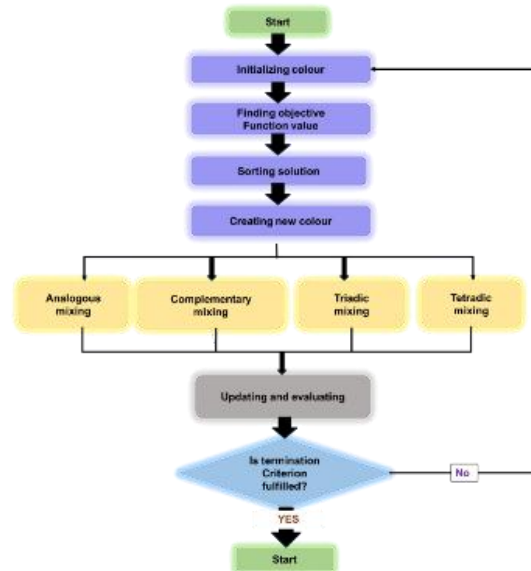 Start
Initializing colour
Finding objective
Function value
Sorting solution
Creating new colour
Analogous
mixing
Complementary
mixing
Triadic
mixing
Tetradic
mixing
Updating and evaluating
Is termination
Criterion
fulfilled?
No
YES
Start